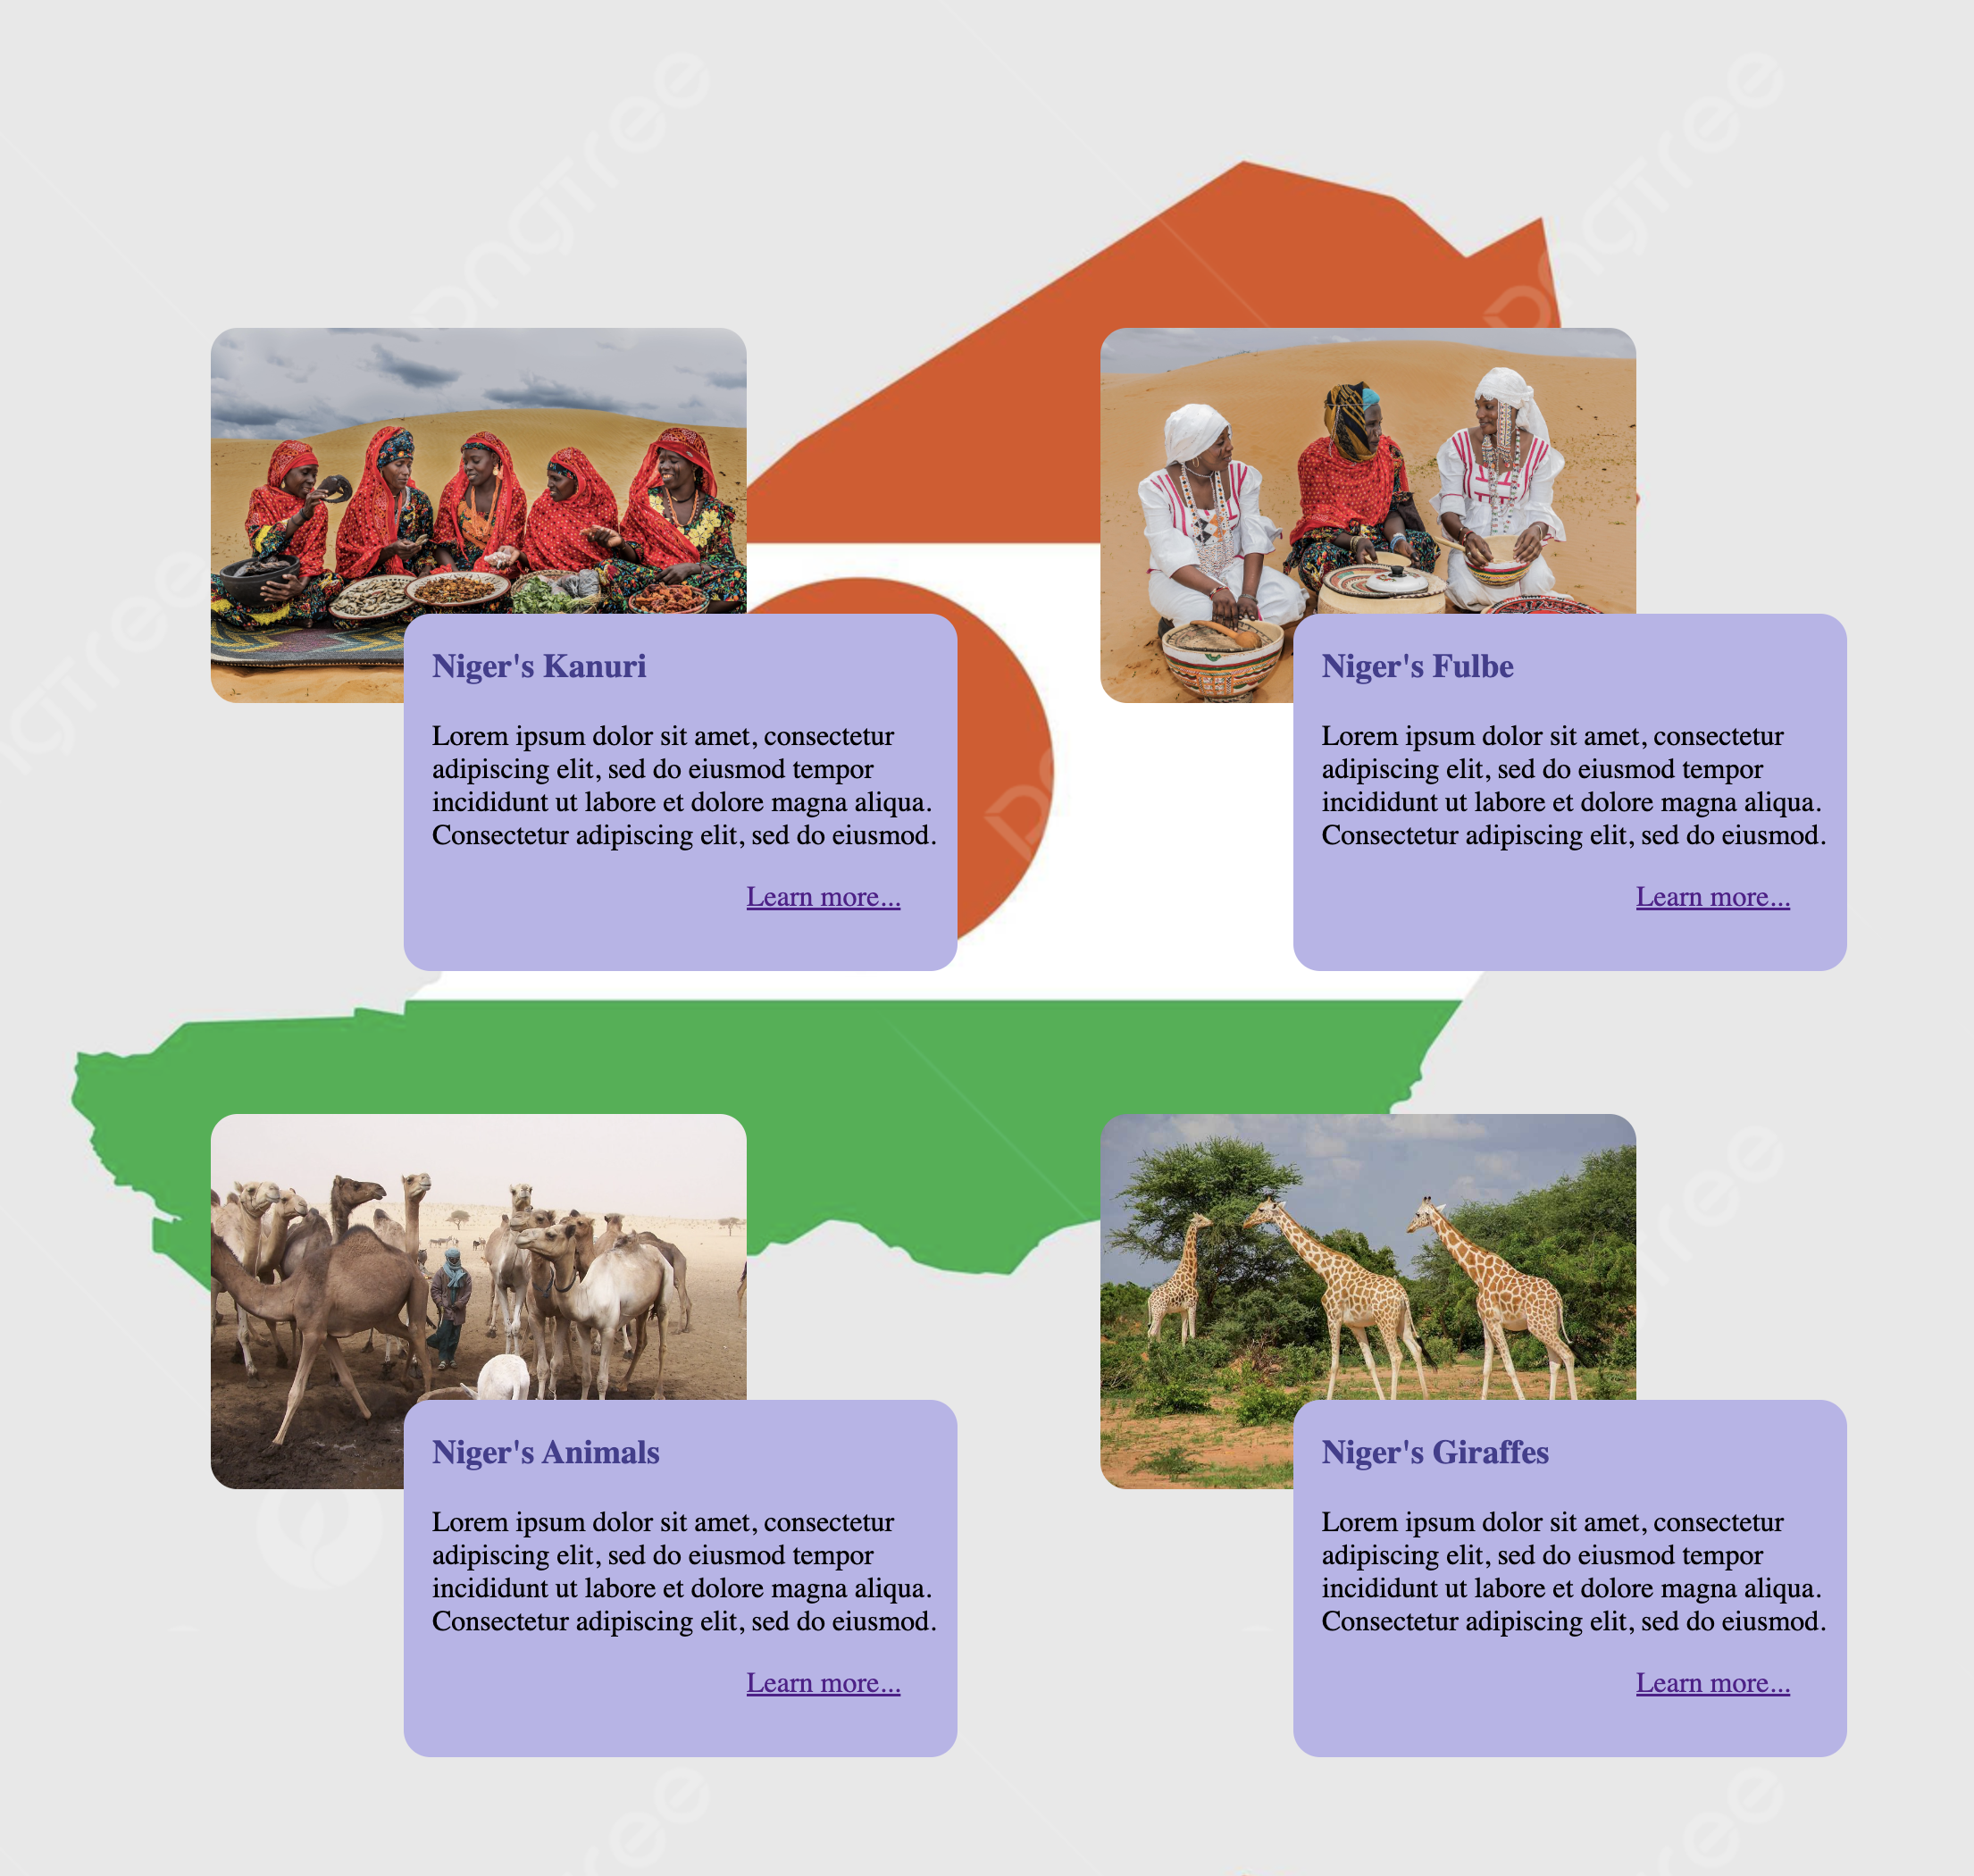 pngtree
pngtree
Niger's Kanuri
Lorem ipsum dolor sit amet, consectetur
adipiscing elit, sed do eiusmod tempor
incididunt ut labore et dolore magna aliqua.
Consectetur adipiscing elit, sed do eiusmod.
Learn more...
Niger's Fulbe
Lorem ipsum dolor sit amet, consectetur
adipiscing elit, sed do eiusmod tempor
incididunt ut labore et dolore magna aliqua.
Consectetur adipiscing elit, sed do eiusmod.
Learn more...
Niger's Animals
Lorem ipsum dolor sit amet, consectetur
adipiscing elit, sed do eiusmod tempor
incididunt ut labore et dolore magna aliqua.
Consectetur adipiscing elit, sed do eiusmod.
Learn more...
Niger's Giraffes
Lorem ipsum dolor sit amet, consectetur
adipiscing elit, sed do eiusmod tempor
incididunt ut labore et dolore magna aliqua.
Consectetur adipiscing elit, sed do eiusmod.
Learn more...